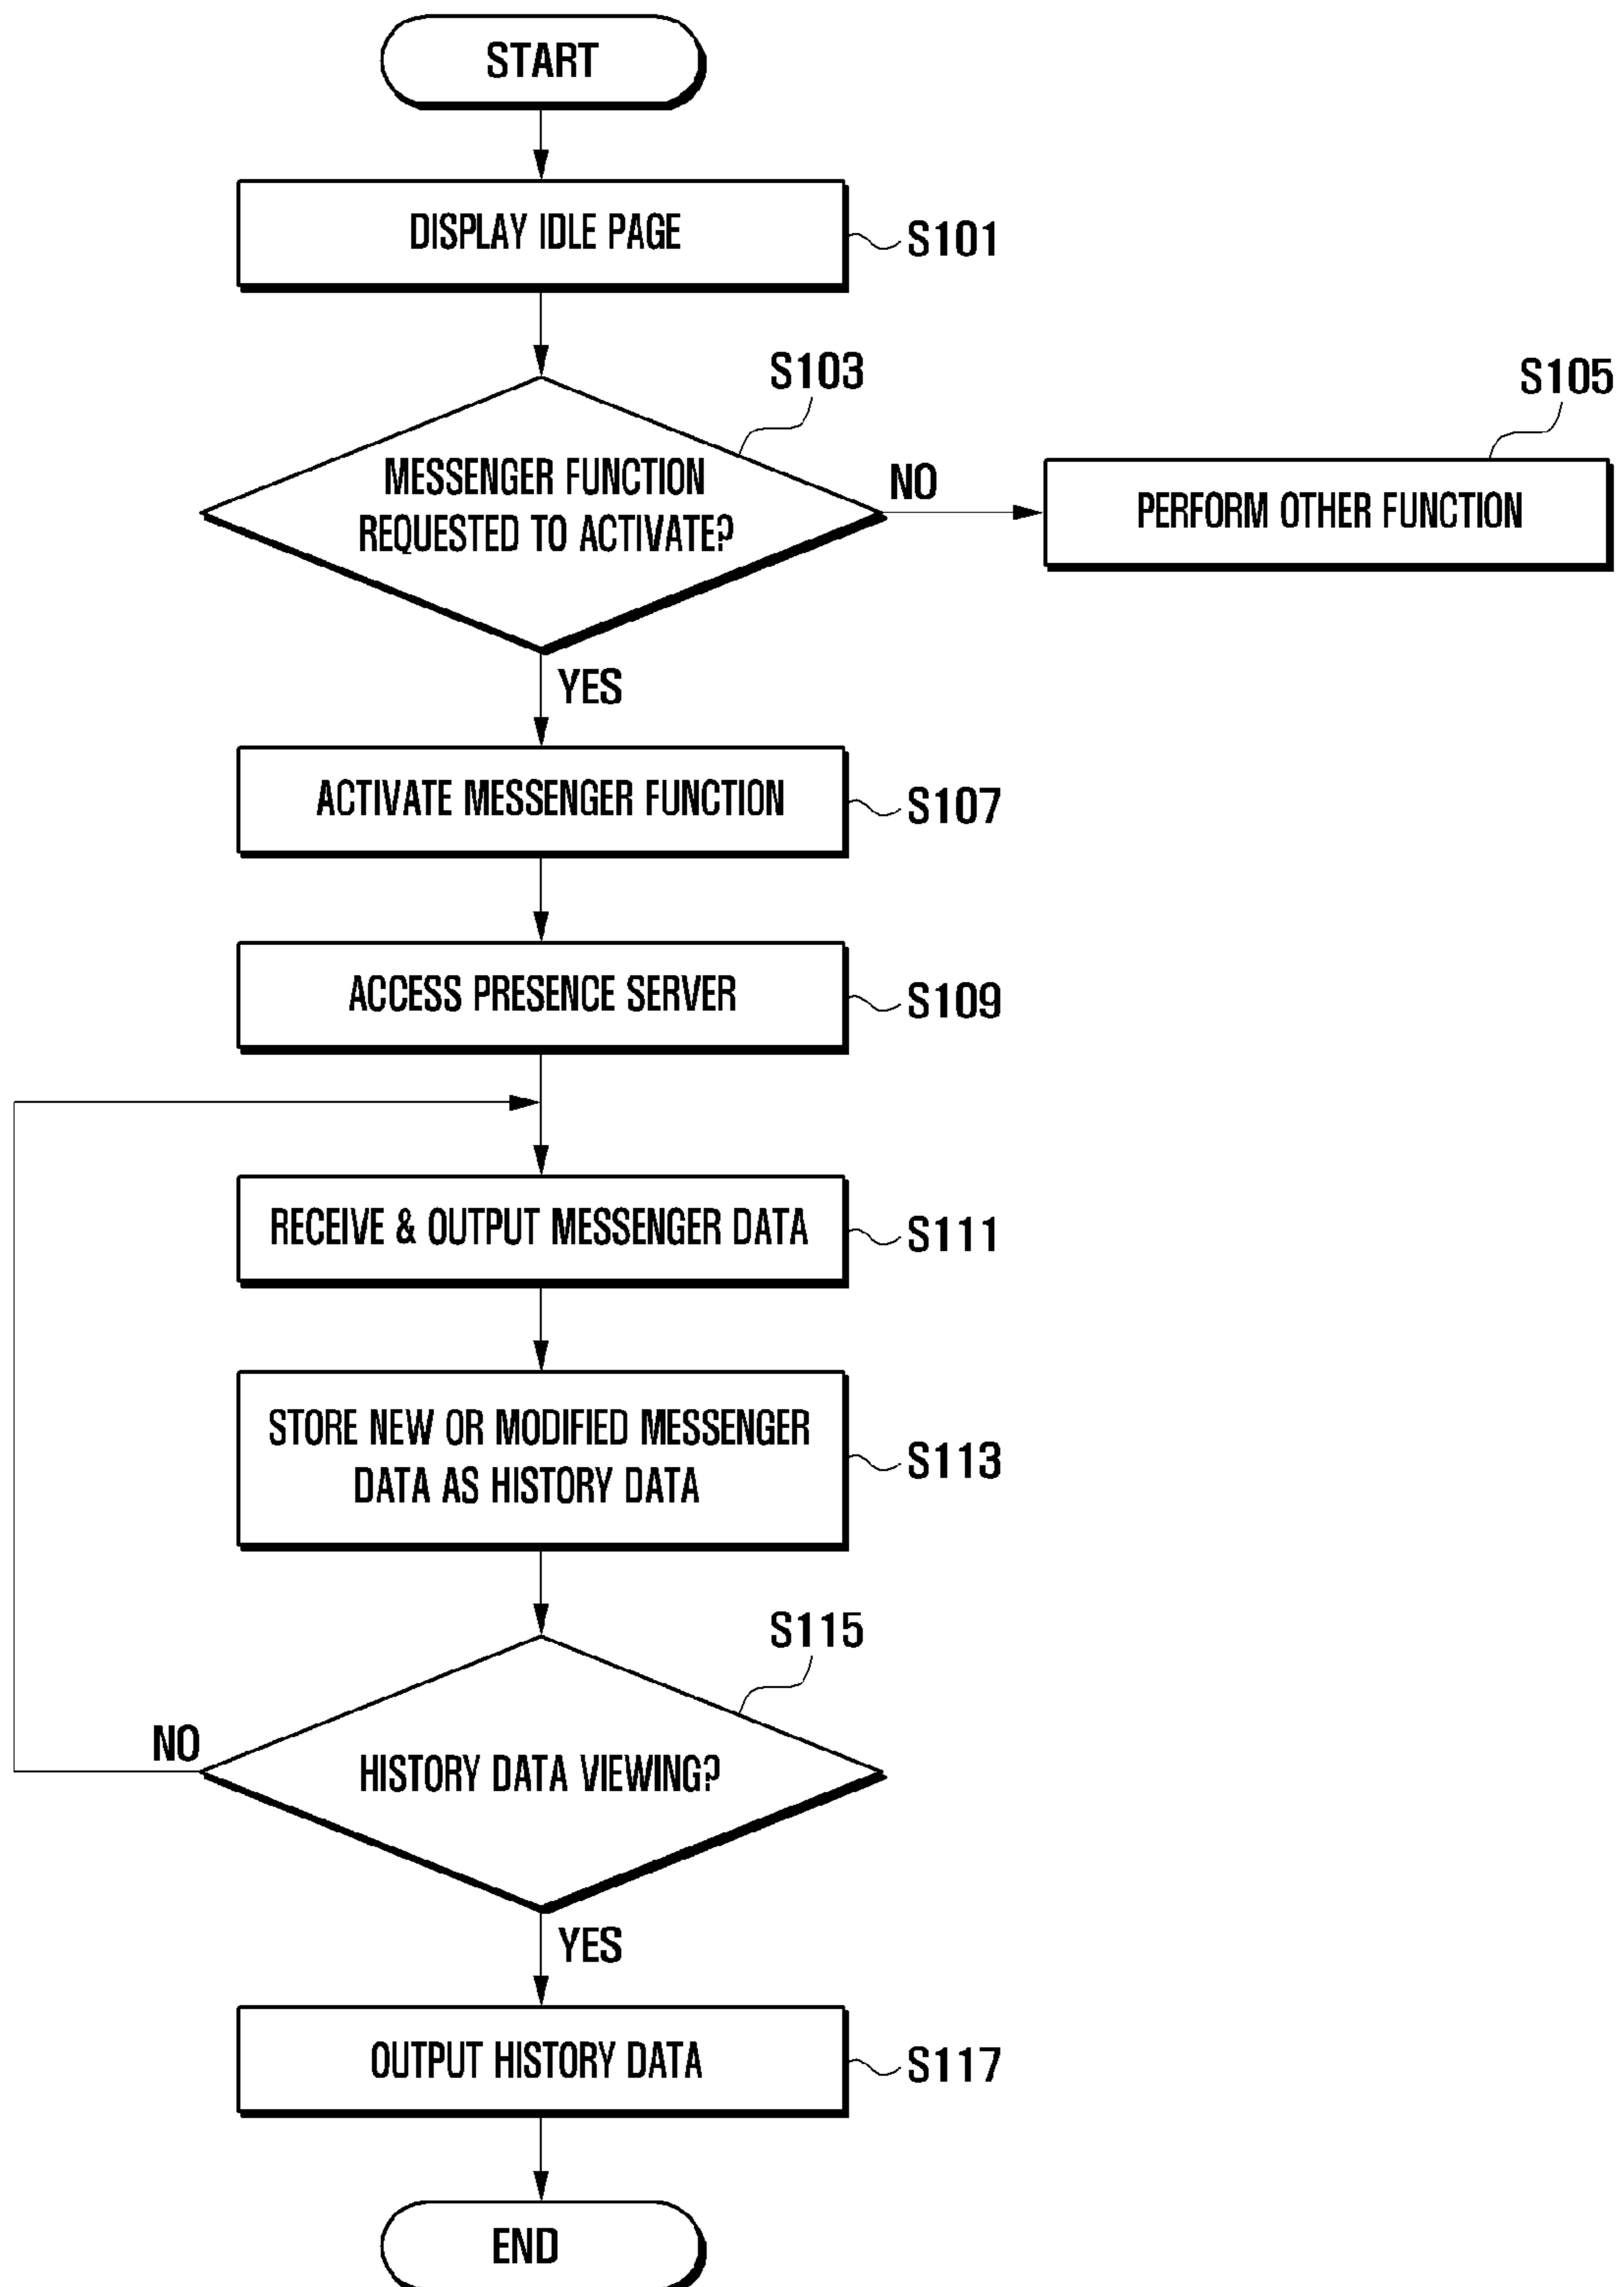 START
DISPLAY IDLE PAGE
S101
S103
S105
MESSENGER FUNCTION
REQUESTED TO ACTIVATE?
NO
PERFORM OTHER FUNCTION
YES
ACTIVATE MESSENGER FUNCTION
S107
ACCESS PRESENCE SERVER
S109
RECEIVE & OUTPUT MESSENGER DATA
S111
STORE NEW OR MODIFIED MESSENGER
DATA AS HISTORY DATA
S113
S115
NO
HISTORY DATA VIEWING?
YES
OUTPUT HISTORY DATA
S117
END